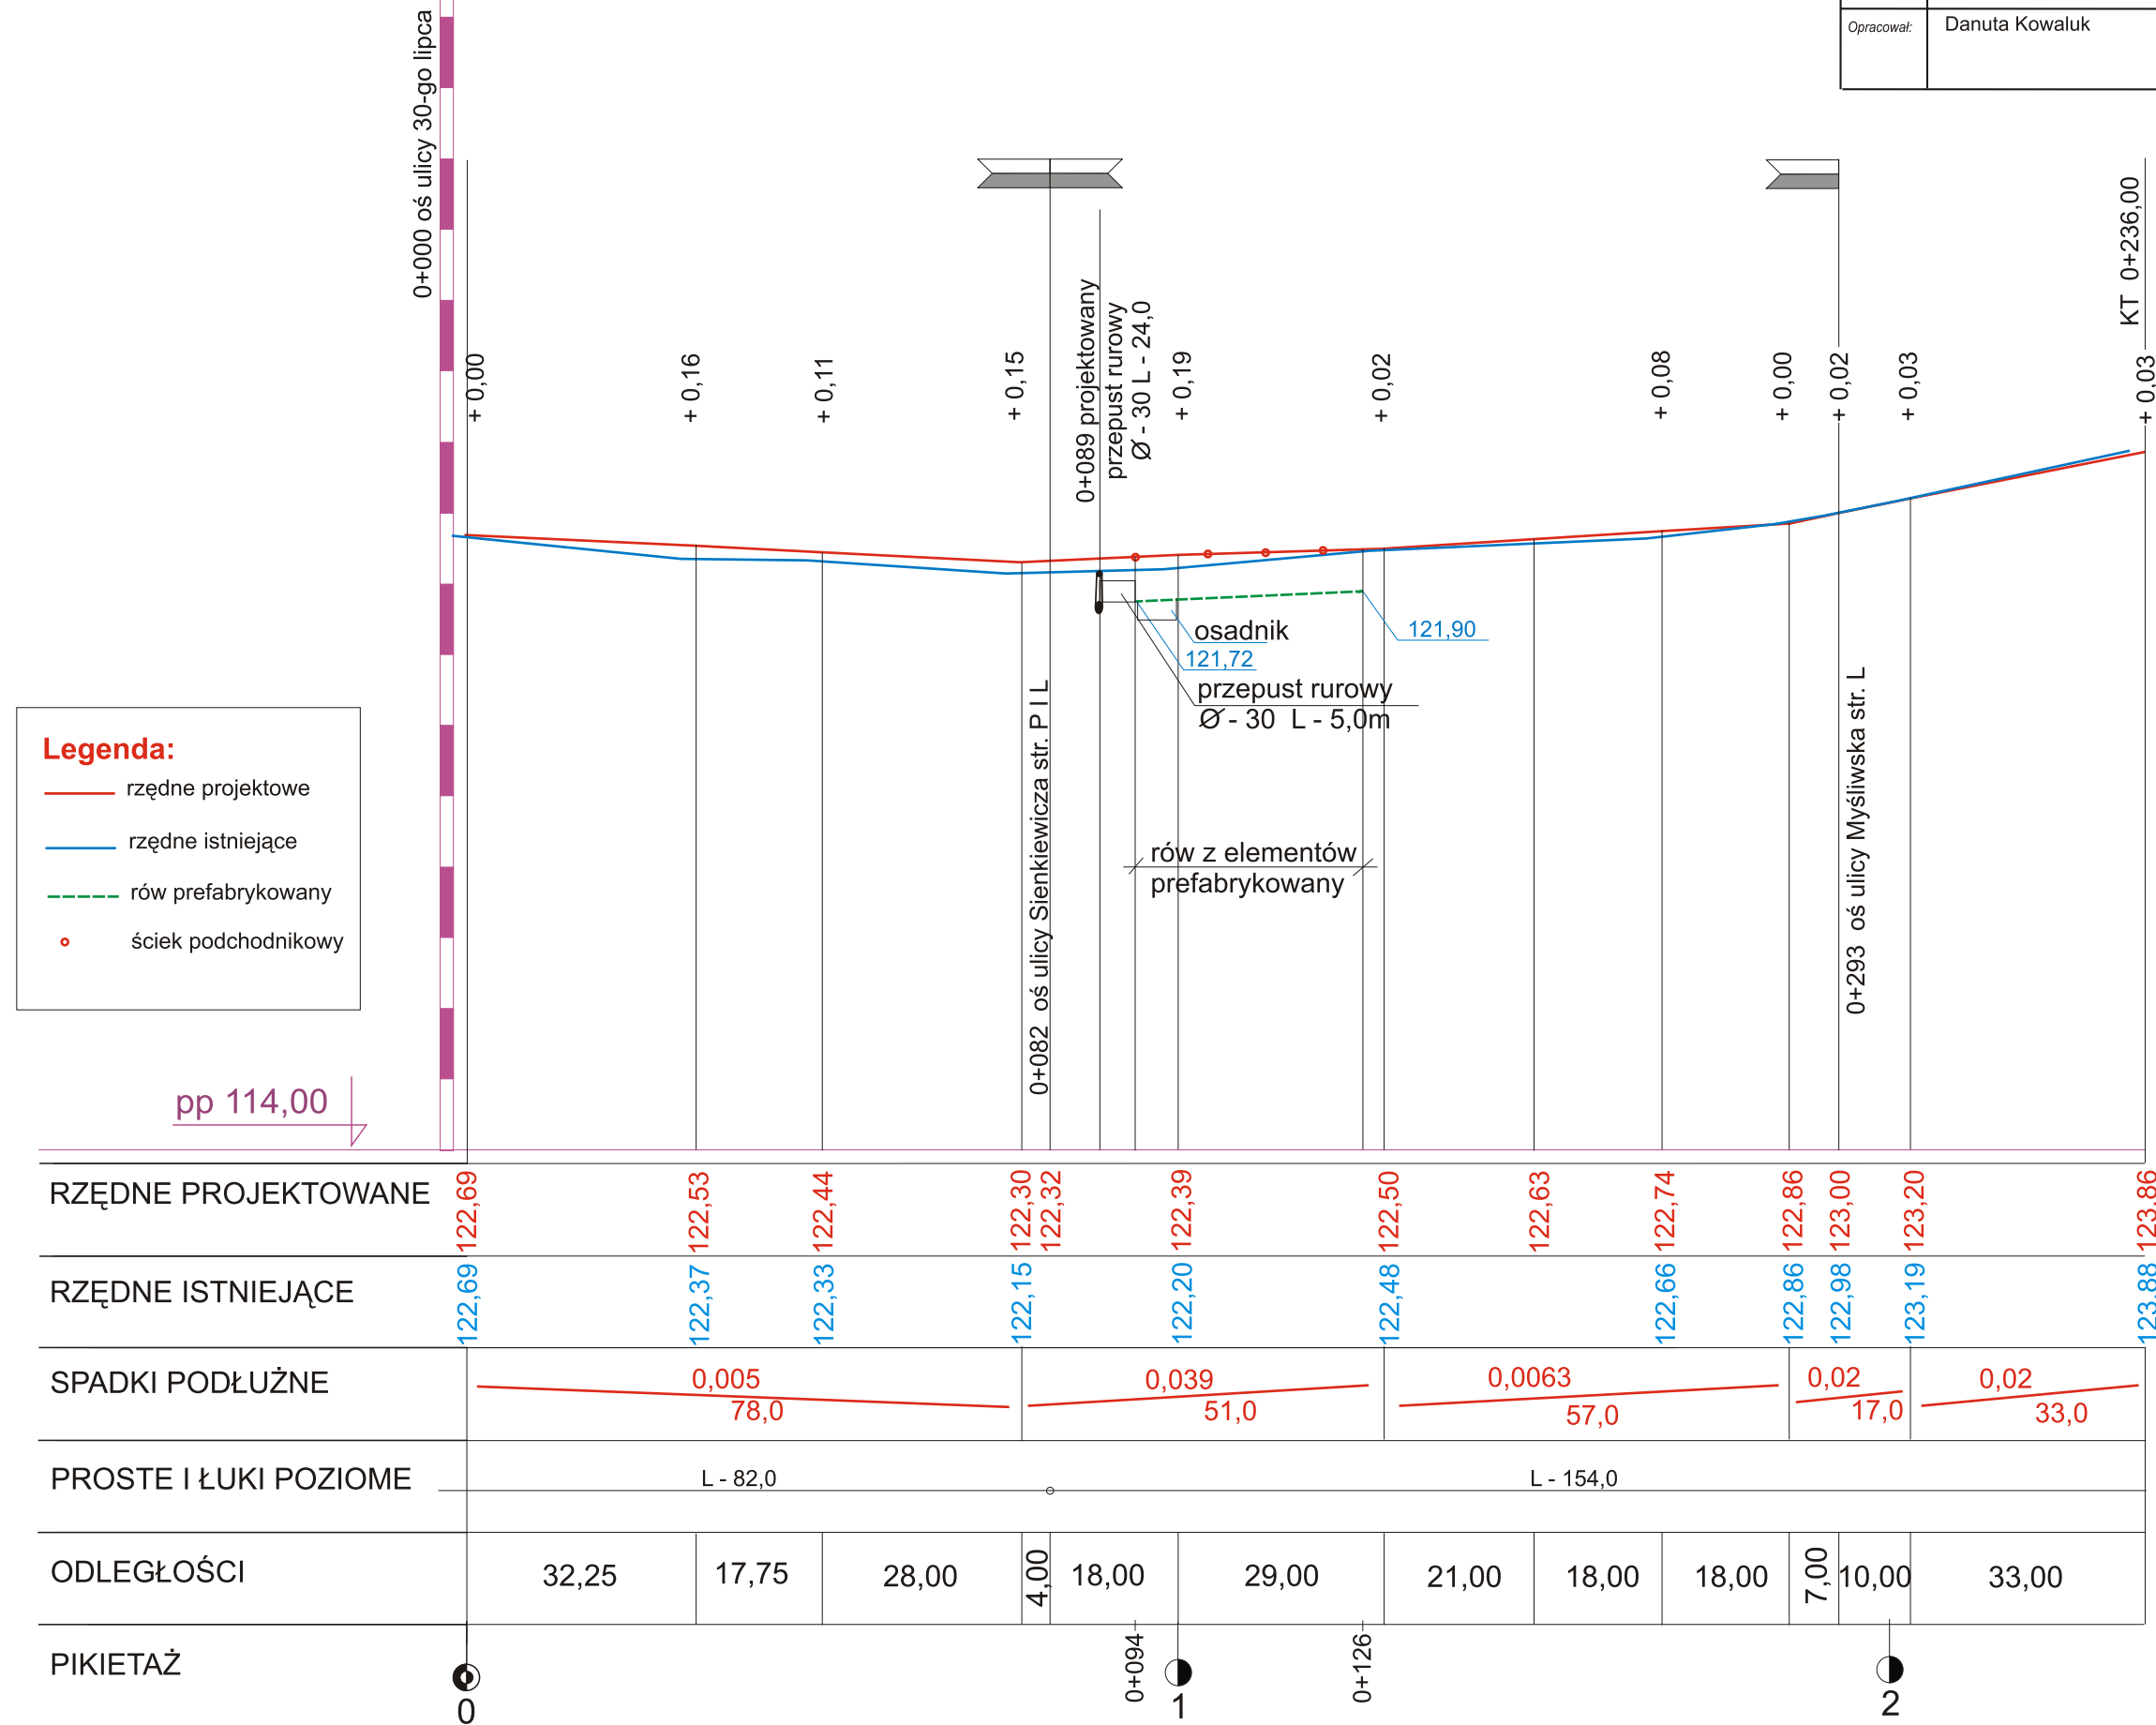 Opracował: Danuta Kowaluk
0+000 oś ulicy 30-go lipca
KT 0+236,00
0+089 projektowany
przepust rurowy
Ø - 30 L - 24,0
+ 0,00
+ 0,16
+ 0,11
+ 0,15
+ 0,19
+ 0,02
+ 0,08
+ 0,00
+ 0,02
+ 0,03
+ 0,03
osadnik
121,72
121,90
przepust rurowy
Ø - 30 L - 5,0m
rów z elementów
prefabrykowany
0+082 oś ulicy Sienkiewicza str. P I L
0+293 oś ulicy Myśliwska str. L
Legenda:
rzędne projektowe
rzędne istniejące
rów prefabrykowany
ściek podchodnikowy
pp 114,00
RZĘDNE PROJEKTOWANE 122,69 122,53 122,44 122,30 122,32 122,39 122,50 122,63 122,74 122,86 123,00 123,20 123,86
RZĘDNE ISTNIEJĄCE 122,69 122,37 122,33 122,15 122,20 122,48 122,66 122,86 122,98 123,19 123,88
SPADKI PODŁUŻNE 0,005 0,039 0,0063 0,02 0,02
78,0 51,0 57,0 17,0 33,0
PROSTE I ŁUKI POZIOME L - 82,0 L - 154,0
ODLEGŁOŚCI 32,25 17,75 28,00 4,00 18,00 29,00 21,00 18,00 18,00 7,00 10,00 33,00
PIKIETAŻ 0+094 0+126
0 1 2